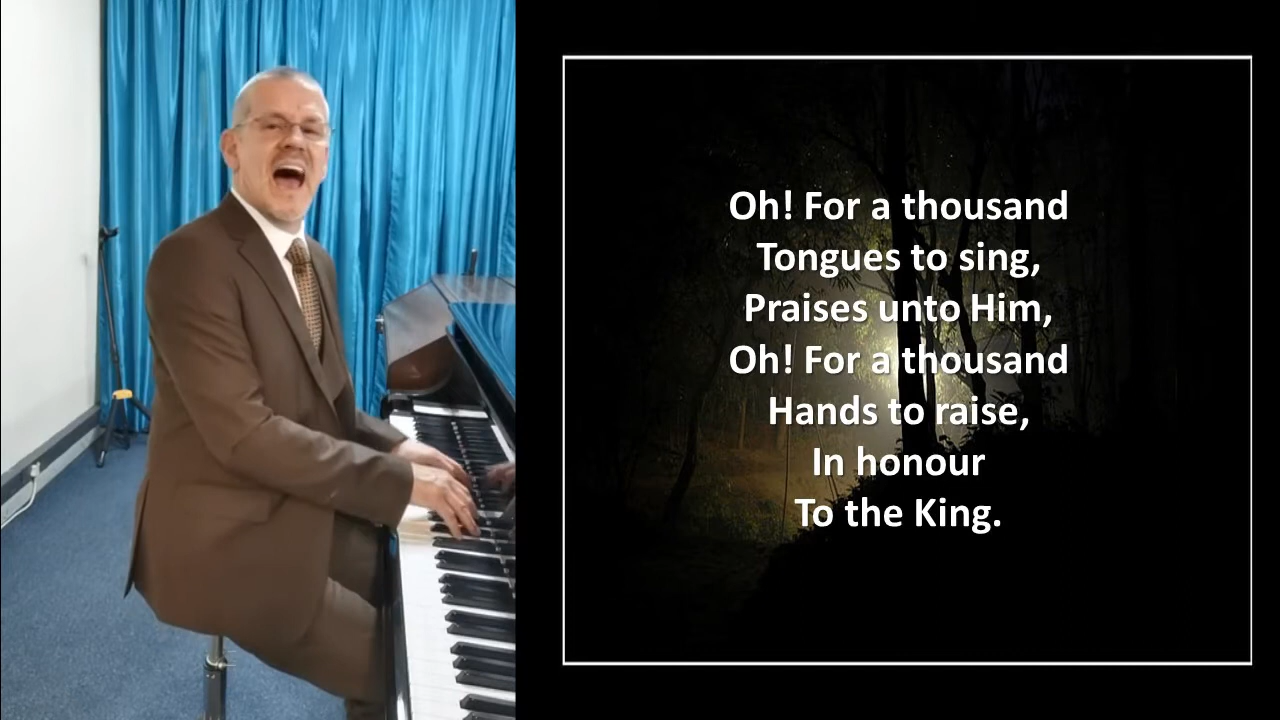 Oh! For a thousand
Tongues to sing,
Praises unto Him,
Oh! For a thousand
Hands to raise,
In honour
To the King.